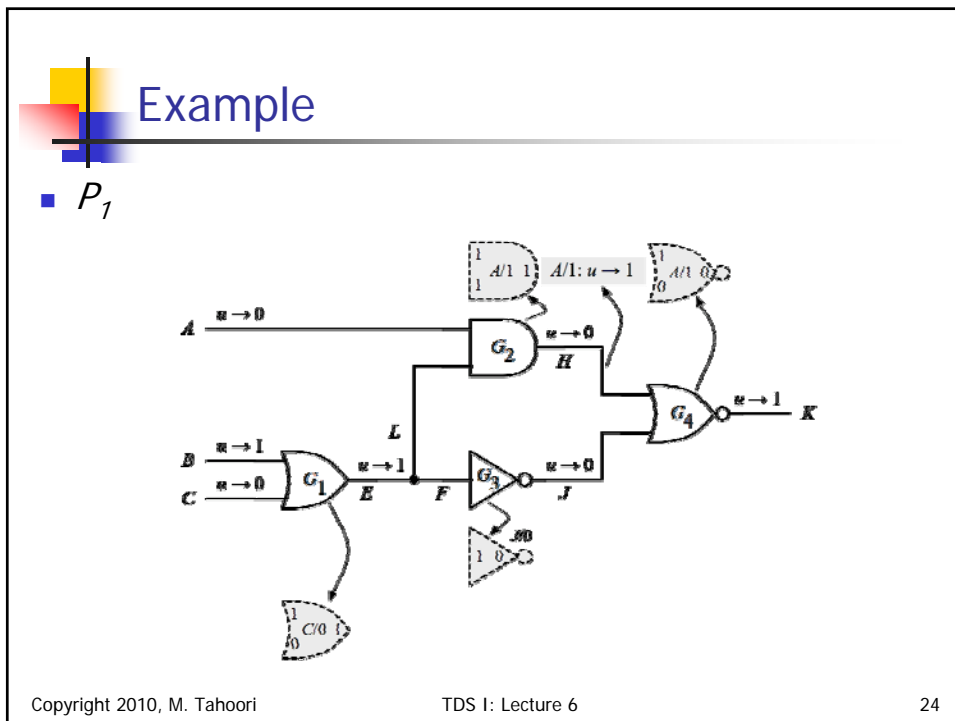 Example
P1
1 A/1 1 A/1: u → 1 1 A/1 0
1 0
u → 0
A
G2 u → 0
H
u → 1
G4 K
L
u → 1
B G1 u → 1 G3 u → 0
u → 0
C E F J
1 0
1
C/0
0
Copyright 2010, M. Tahoori TDS I: Lecture 6 24